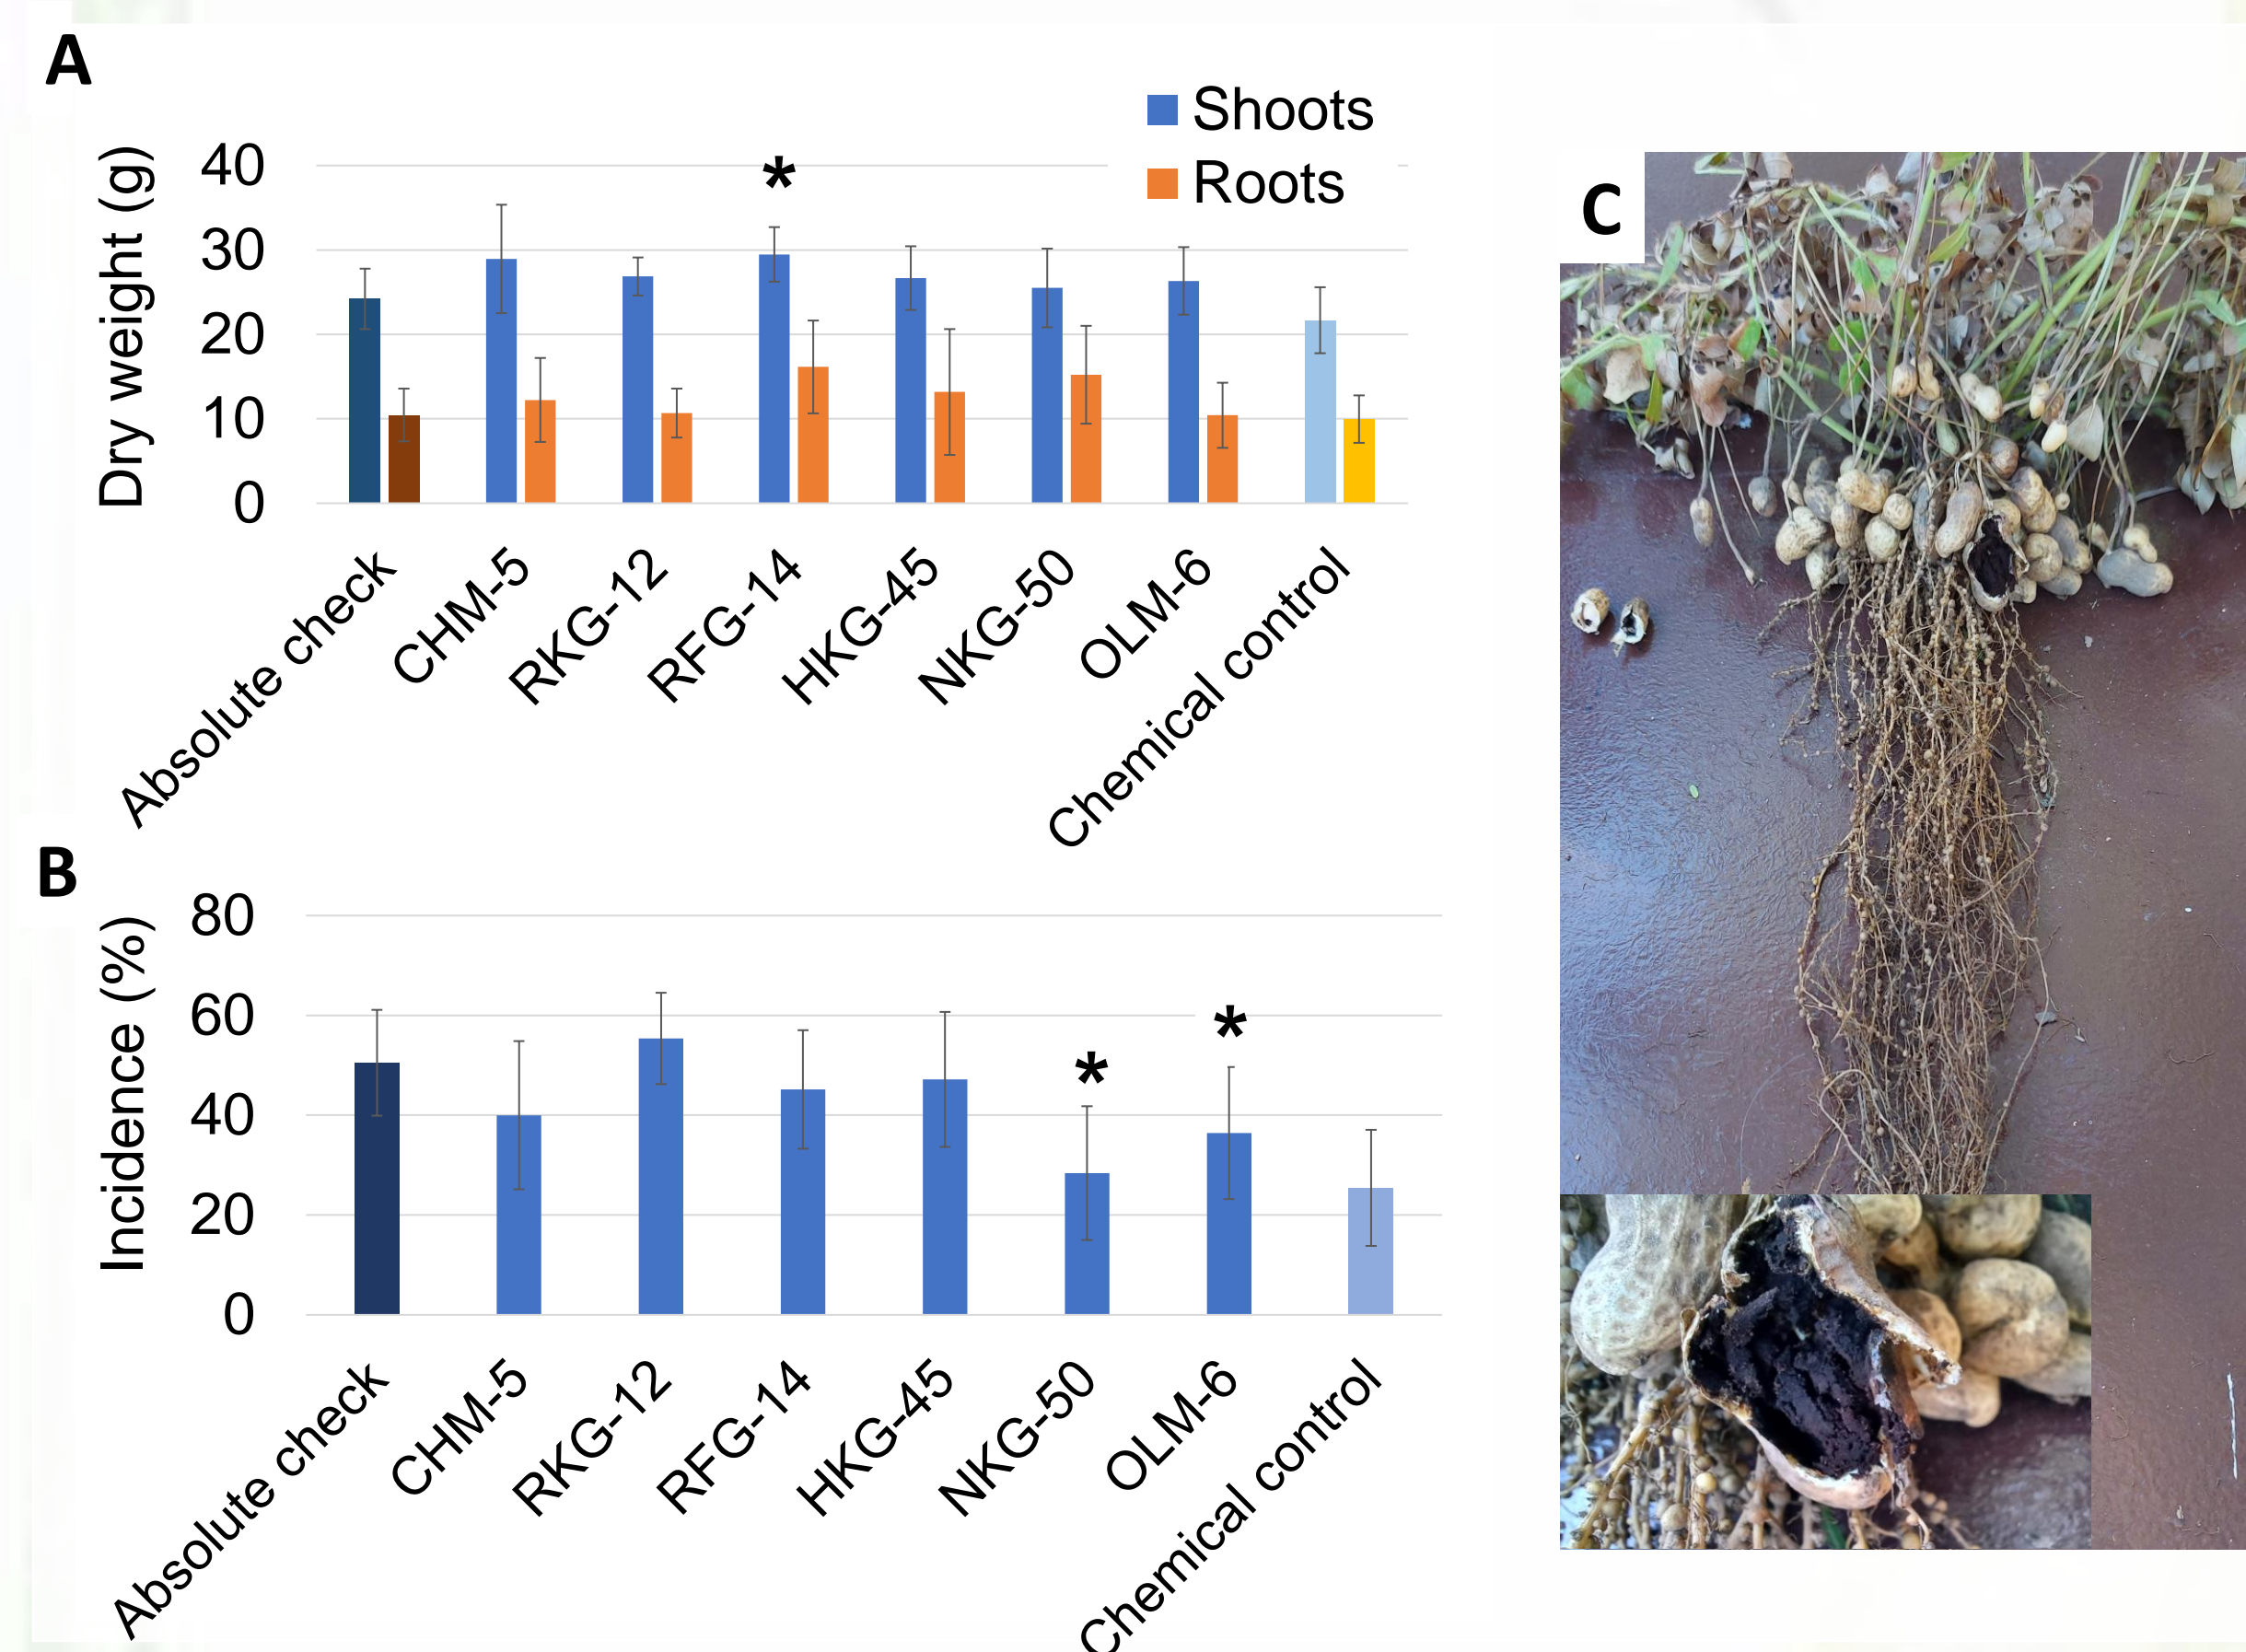 A
Shoots
Roots
Dry weight (g)
40
30
20
10
0
*
Absolute check
CHM-5
RKG-12
RFG-14
HKG-45
NKG-50
OLM-6
Chemical control
B
Incidence (%)
80
60
40
20
0
*
*
Absolute check
CHM-5
RKG-12
RFG-14
HKG-45
NKG-50
OLM-6
Chemical control
C